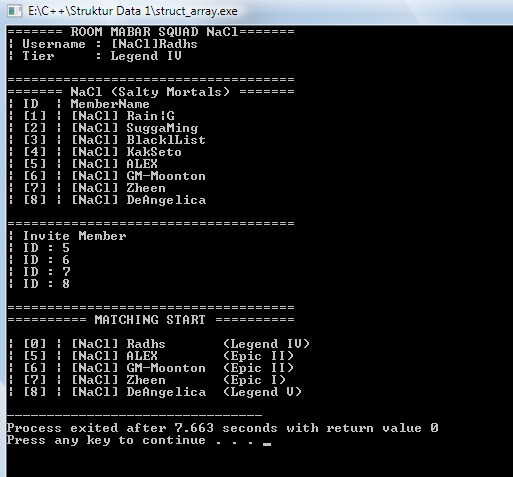 E:\C++\Struktur Data 1\struct_array.exe
======= ROOM MABAR SQUAD NaCl=======
¦ Username : [NaCl]Radhs
¦ Tier     : Legend IV
====================================
======= NaCl (Salty Mortals) =======
¦ ID  ¦ MemberName
¦ [1] ¦ [NaCl] Rain¦G
¦ [2] ¦ [NaCl] SuggaMing
¦ [3] ¦ [NaCl] BlacklList
¦ [4] ¦ [NaCl] KakSeto
¦ [5] ¦ [NaCl] ALEX
¦ [6] ¦ [NaCl] GM-Moonton
¦ [7] ¦ [NaCl] Zheen
¦ [8] ¦ [NaCl] DeAngelica
====================================
¦ Invite Member
¦ ID : 5
¦ ID : 6
¦ ID : 7
¦ ID : 8
====================================
========== MATCHING START ==========
¦ [0] ¦ [NaCl] Radhs       (Legend IV)
¦ [5] ¦ [NaCl] ALEX        (Epic II)
¦ [6] ¦ [NaCl] GM-Moonton  (Epic II)
¦ [7] ¦ [NaCl] Zheen       (Epic I)
¦ [8] ¦ [NaCl] DeAngelica  (Legend V)
--------------------------------
Process exited after 7.663 seconds with return value 0
Press any key to continue . . . _